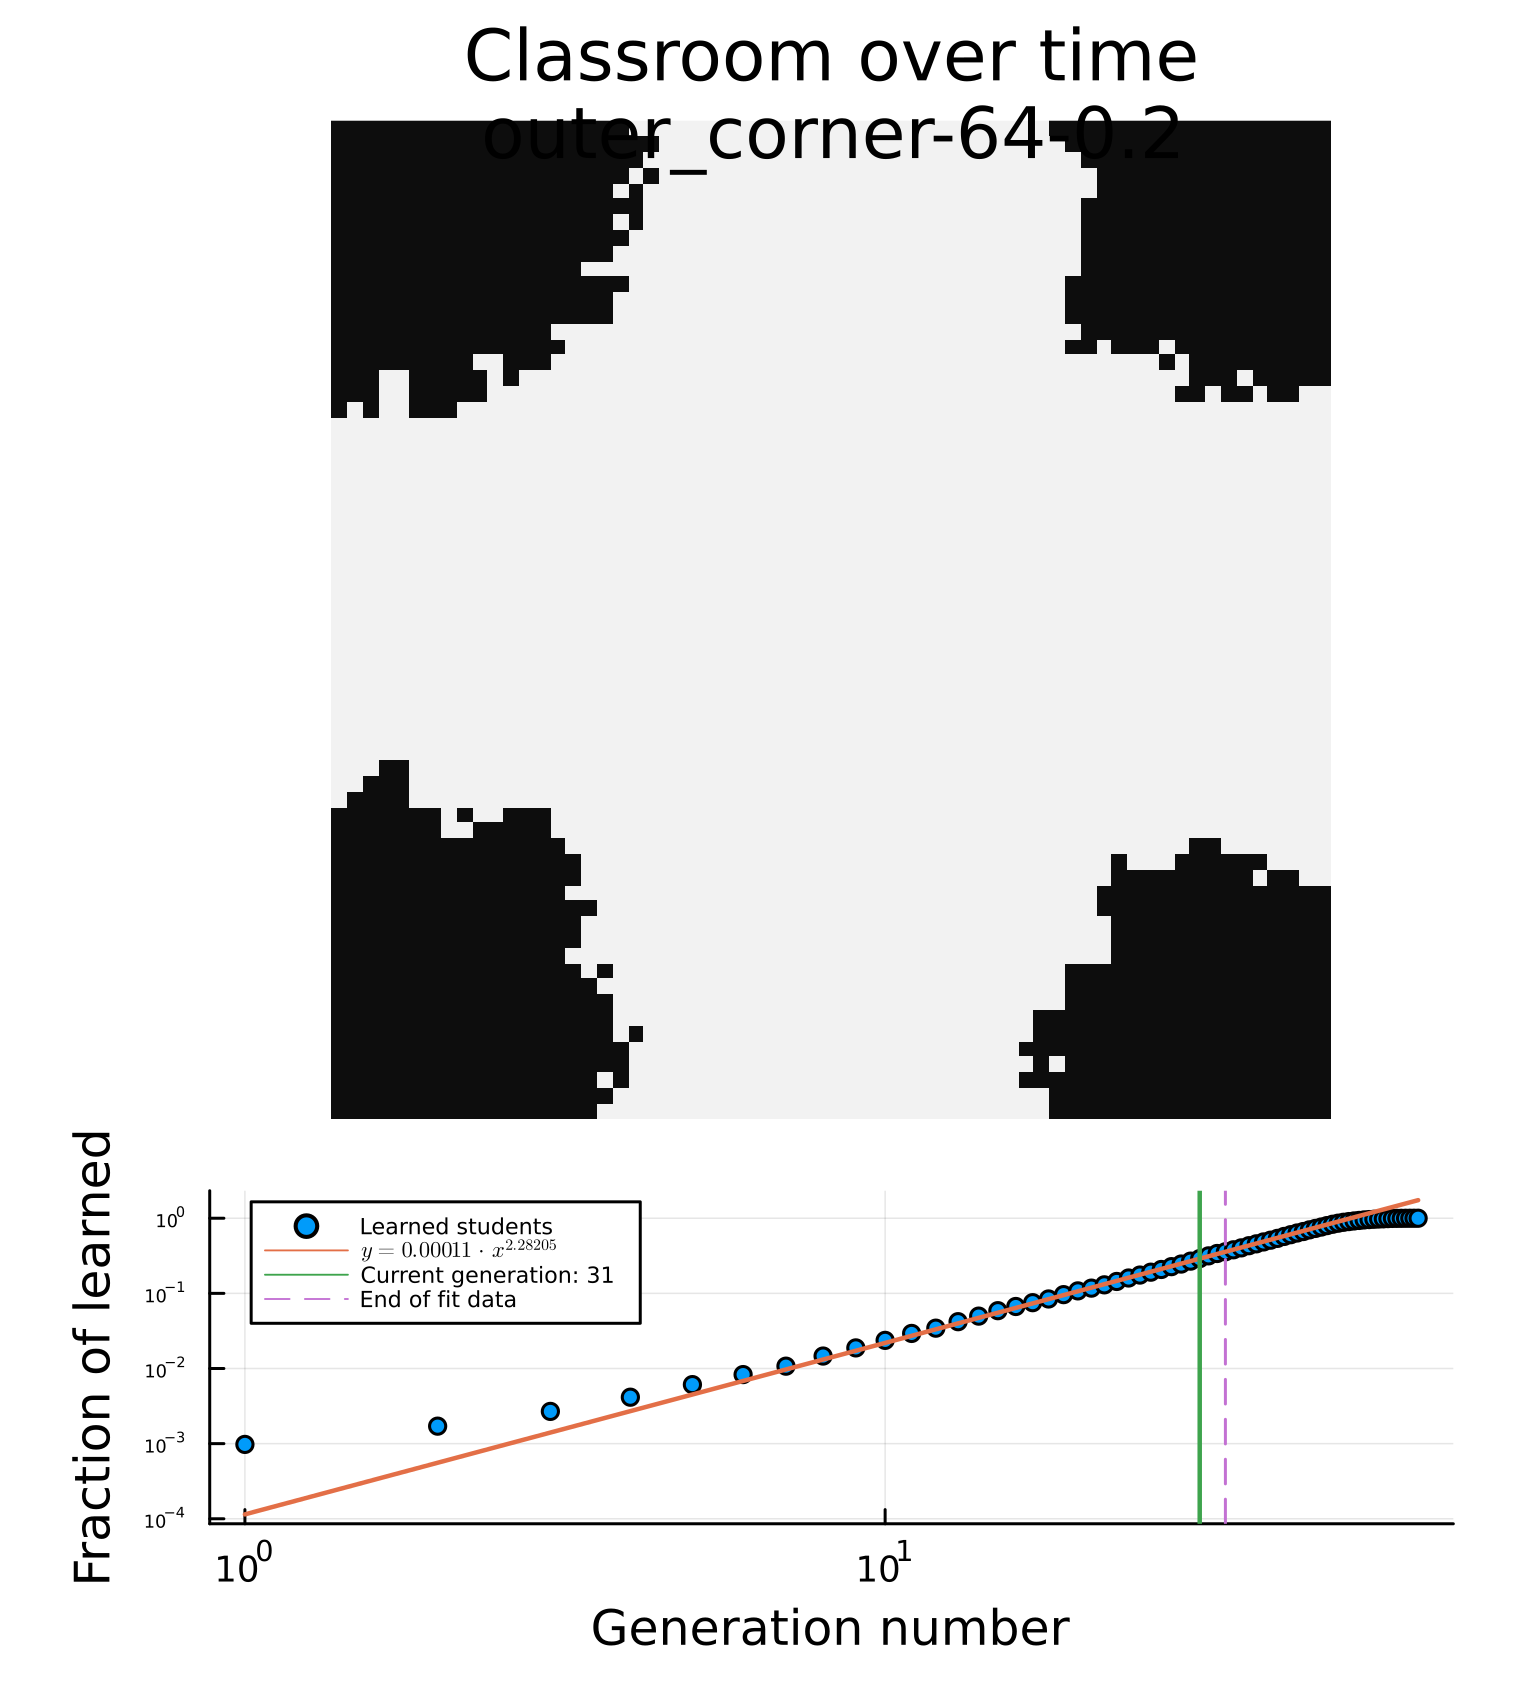 Classroom over time
outer_corner-64-0.2
Fraction of learned
10^0
10^-1
10^-2
10^-3
10^-4
Learned students
y = 0.00011 · x^2.28205
Current generation: 31
End of fit data
10^0 10^1
Generation number